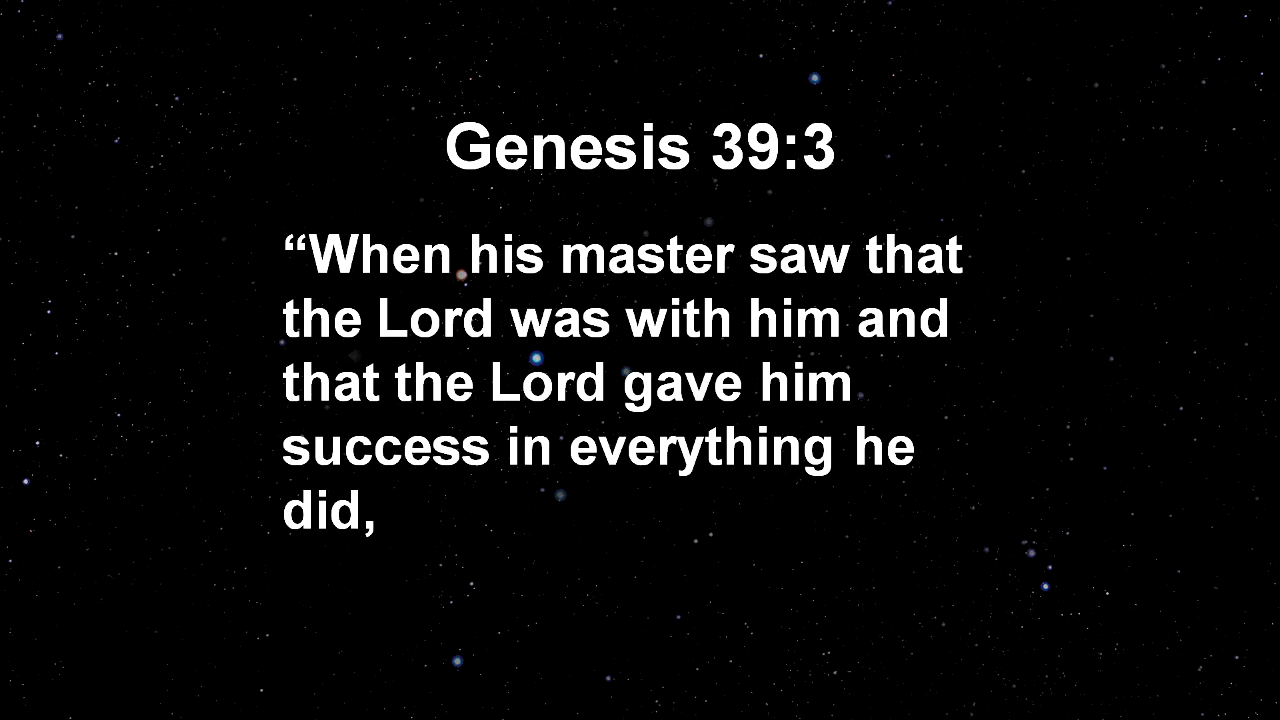 Genesis 39:3
“When his master saw that
the Lord was with him and
that the Lord gave him
success in everything he
did,